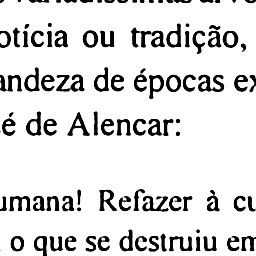 otícia ou tradição,
andeza de épocas ex
é de Alencar:
umana! Refazer à cu
o que se destruiu em